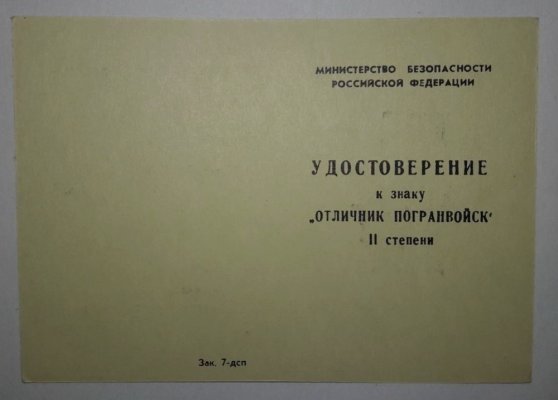 МИНИСТЕРСТВО БЕЗОПАСНОСТИ
РОССИЙСКОЙ ФЕДЕРАЦИИ
УДОСТОВЕРЕНИЕ
к знаку
„ОТЛИЧНИК ПОГРАНВОЙСК‘
II степени
Зак. 7-дсп